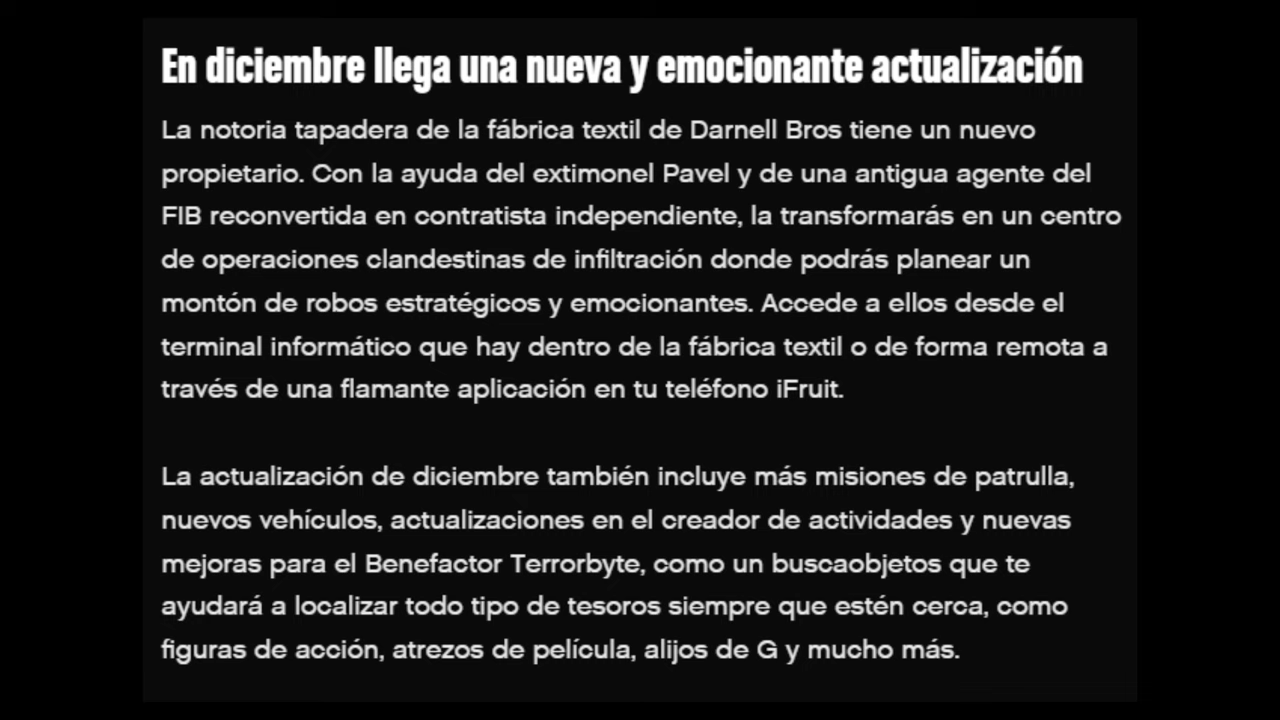 En diciembre llega una nueva y emocionante actualización
La notoria tapadera de la fábrica textil de Darnell Bros tiene un nuevo
propietario. Con la ayuda del extimonel Pavel y de una antigua agente del
FIB reconvertida en contratista independiente, la transformarás en un centro
de operaciones clandestinas de infiltración donde podrás planear un
montón de robos estratégicos y emocionantes. Accede a ellos desde el
terminal informático que hay dentro de la fábrica textil o de forma remota a
través de una flamante aplicación en tu teléfono iFruit.
La actualización de diciembre también incluye más misiones de patrulla,
nuevos vehículos, actualizaciones en el creador de actividades y nuevas
mejoras para el Benefactor Terrorbyte, como un buscaobjetos que te
ayudará a localizar todo tipo de tesoros siempre que estén cerca, como
figuras de acción, atrezos de película, alijos de G y mucho más.